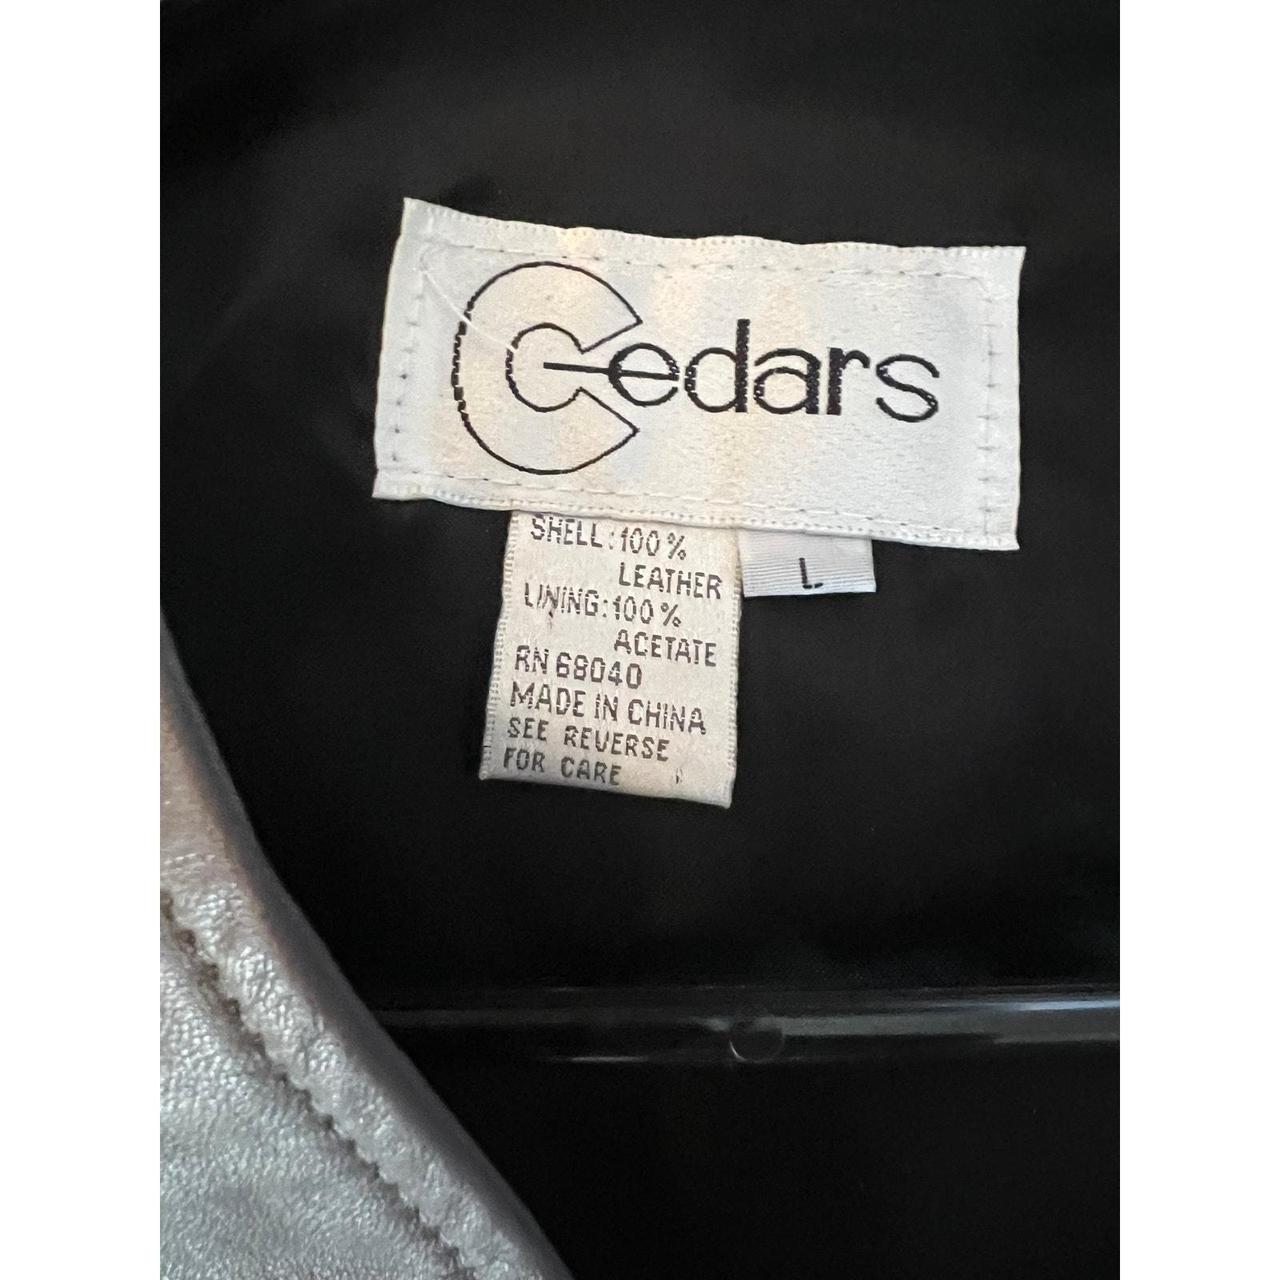 Cedars
SHELL:100%
LEATHER
L
LINING:100%
ACETATE
RN 68040
MADE IN CHINA
SEE REVERSE
FOR CARE